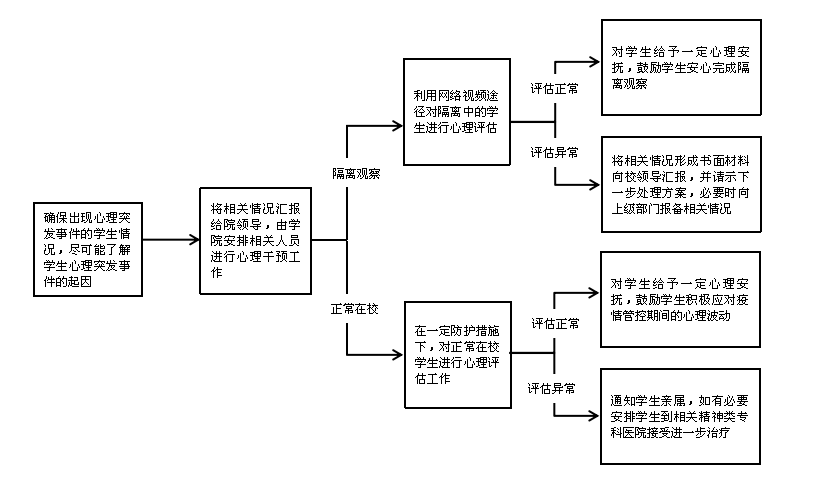 确保出现心理突
发事件的学生情
况，尽可能了解
学生心理突发事
件的起因
将相关情况汇报
给院领导，由学
院安排相关人员
进行心理干预工
作
隔离观察
利用网络视频途
径对隔离中的学
生进行心理评估
评估正常
对学生给予一定心理安
抚，鼓励学生安心完成隔
离观察
评估异常
将相关情况形成书面材料
向校领导汇报，并请示下
一步处理方案，必要时向
上级部门报备相关情况
正常在校
在一定防护措施
下，对正常在校
学生进行心理评
估工作
评估正常
对学生给予一定心理安
抚，鼓励学生积极应对疫
情管控期间的心理波动
评估异常
通知学生亲属，如有必要
安排学生到相关精神类专
科医院接受进一步治疗